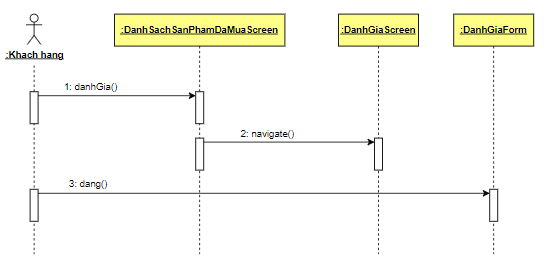 :DanhSachSanPhamDaMuaScreen
:DanhGiaScreen
:DanhGiaForm
:Khach hang
1: danhGia()
2: navigate()
3: dang()